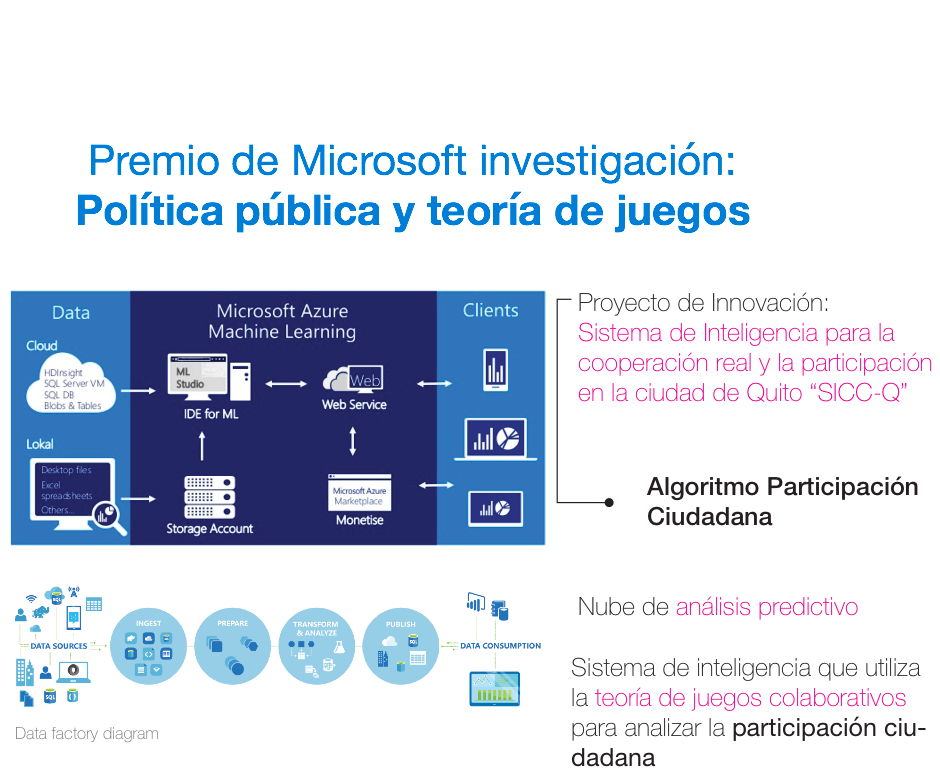 Premio de Microsoft investigación:
Política pública y teoría de juegos
Data
Microsoft Azure
Machine Learning
Clients
Cloud
HDInsight
SQL Server VM
SQL DB
Blobs & Tables
ML
Studio
IDE for ML
Web
Web Service
Lokal
Desktop files
Excel
spreadsheets
Others...
Storage Account
Microsoft Azure
Marketplace
Monetise
Proyecto de Innovación:
Sistema de Inteligencia para la
cooperación real y la participación
en la ciudad de Quito “SICC-Q”
Algoritmo Participación
Ciudadana
SQL
DATA SOURCES
SQL
INGEST
PREPARE
TRANSFORM
& ANALYZE
PUBLISH
SQL
DATA CONSUMPTION
Data factory diagram
Nube de análisis predictivo
Sistema de inteligencia que utiliza
la teoría de juegos colaborativos
para analizar la participación ciu-
dadana